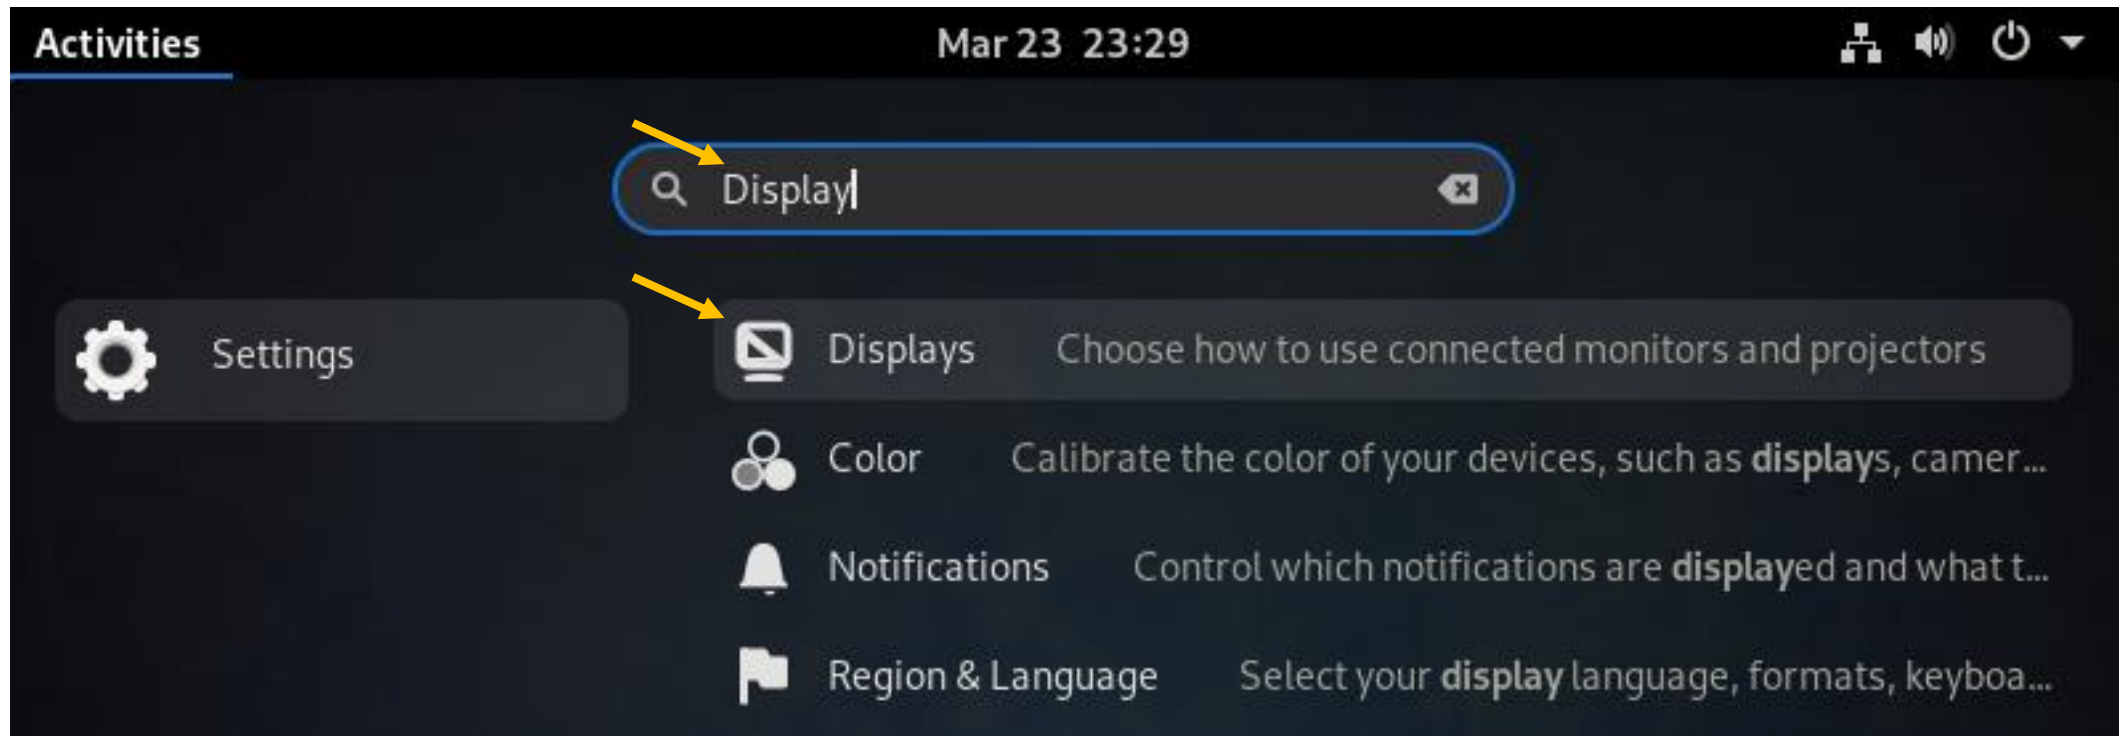 Activities Mar 23 23:29
Display
Settings
Displays Choose how to use connected monitors and projectors
Color Calibrate the color of your devices, such as displays, camer...
Notifications Control which notifications are displayed and what t...
Region & Language Select your display language, formats, keyboa...